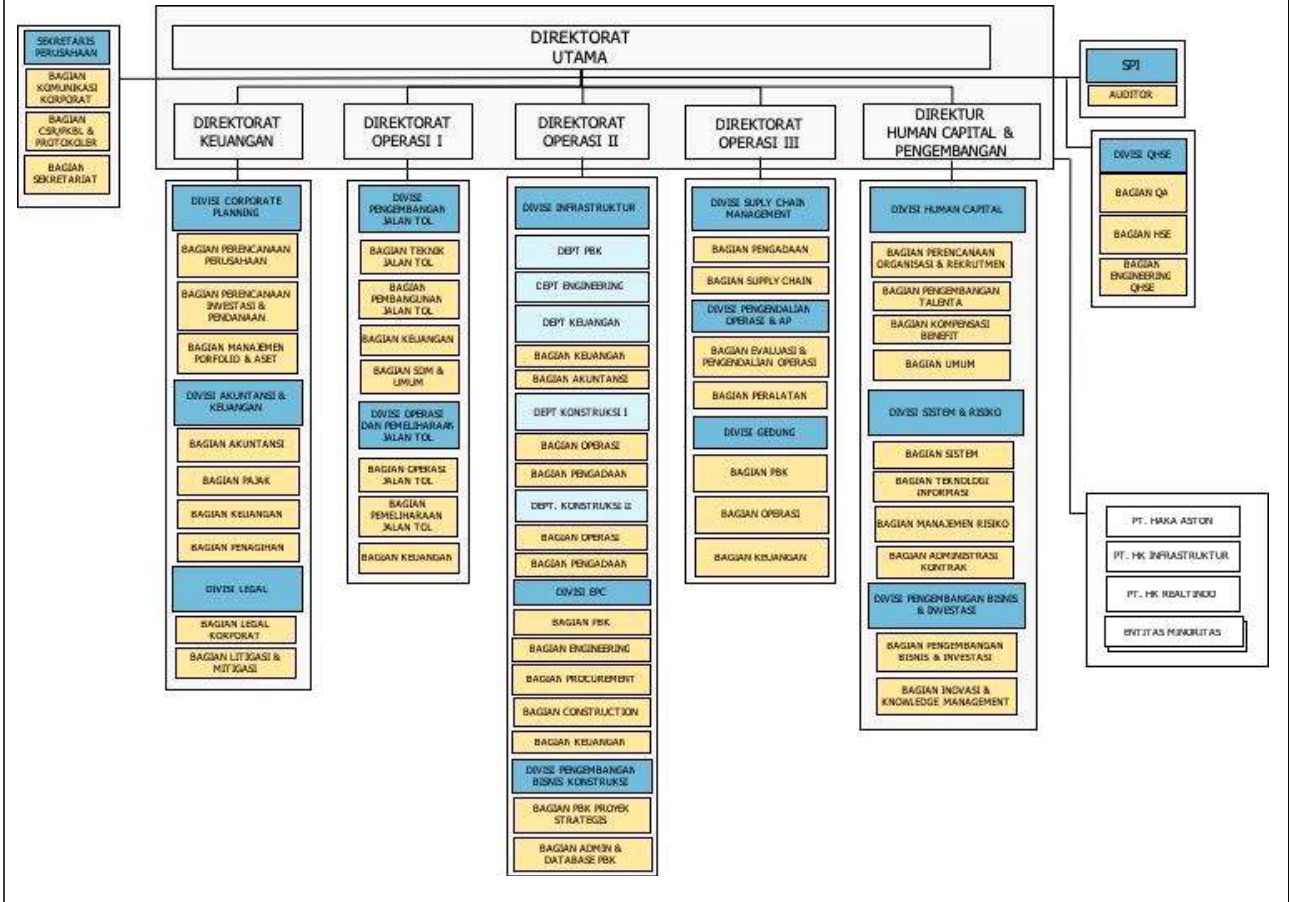 DIREKTORAT
UTAMA
SEKRETARIS
PERUSAHAAN
BAGIAN
KOMUNIKASI
KORPORAT
BAGIAN
CSR/PKBL &
PROTOKOLER
BAGIAN
SEKRETARIAT
SPI
AUDITOR
DIVISI QHSE
BAGIAN QA
BAGIAN HSE
BAGIAN
ENGINEERING
QHSE
DIREKTORAT
KEUANGAN
DIREKTORAT
OPERASI I
DIREKTORAT
OPERASI II
DIREKTORAT
OPERASI III
DIREKTUR
HUMAN CAPITAL &
PENGEMBANGAN
DIVISI CORPORATE
PLANNING
BAGIAN PERENCANAAN
PERUSAHAAN
BAGIAN PERENCANAAN
INVESTASI &
PENDANAAN
BAGIAN MANAJEMEN
PORFOLIO & ASET
DIVISI AKUNTANSI &
KEUANGAN
BAGIAN AKUNTANSI
BAGIAN PAJAK
BAGIAN KEUANGAN
BAGIAN PENAGIHAN
DIVISI LEGAL
BAGIAN LEGAL
KORPORAT
BAGIAN LITIGASI &
MITIGASI
DIVISI
PENGEMBANGAN
JALAN TOL
BAGIAN TEKNIK
JALAN TOL
BAGIAN
PEMBANGUNAN
JALAN TOL
BAGIAN KEUANGAN
BAGIAN SDM &
UMUM
DIVISI OPERASI
DAN PEMELIHARAAN
JALAN TOL
BAGIAN OPERASI
JALAN TOL
BAGIAN
PEMELIHARAAN
JALAN TOL
BAGIAN KEUANGAN
DIVISI INFRASTRUKTUR
DEPT PBK
DEPT ENGINEERING
DEPT KEUANGAN
BAGIAN KEUANGAN
BAGIAN AKUNTANSI
DEPT KONSTRUKSI I
BAGIAN OPERASI
BAGIAN PENGADAAN
DEPT. KONSTRUKSI II
BAGIAN OPERASI
BAGIAN PENGADAAN
DIVISI EPC
BAGIAN PBK
BAGIAN ENGINEERING
BAGIAN PROCUREMENT
BAGIAN CONSTRUCTION
BAGIAN KEUANGAN
DIVISI PENGEMBANGAN
BISNIS KONSTRUKSI
BAGIAN PBK PROYEK
STRATEGIS
BAGIAN ADMIN &
DATABASE PBK
DIVISI SUPLY CHAIN
MANAGEMENT
BAGIAN PENGADAAN
BAGIAN SUPPLY CHAIN
DIVISI PENGENDALIAN
OPERASI & AP
BAGIAN EVALUASI &
PENGENDALIAN OPERASI
BAGIAN PERALATAN
DIVISI GEDUNG
BAGIAN PBK
BAGIAN OPERASI
BAGIAN KEUANGAN
DIVISI HUMAN CAPITAL
BAGIAN PERENCANAAN
ORGANISASI & REKRUTMEN
BAGIAN PENGEMBANGAN
TALENTA
BAGIAN KOMPENSASI
BENEFIT
BAGIAN UMUM
DIVISI SISTEM & RISIKO
BAGIAN SISTEM
BAGIAN TEKNOLOGI
INFORMASI
BAGIAN MANAJEMEN RISIKO
BAGIAN ADMINISTRASI
KONTRAK
DIVISI PENGEMBANGAN BISNIS
& INVESTASI
BAGIAN PENGEMBANGAN
BISNIS & INVESTASI
BAGIAN INOVASI &
KNOWLEDGE MANAGEMENT
PT. HAKA ASTON
PT. HK INFRASTRUKTUR
PT. HK REALTINDO
ENTITAS MINORITAS